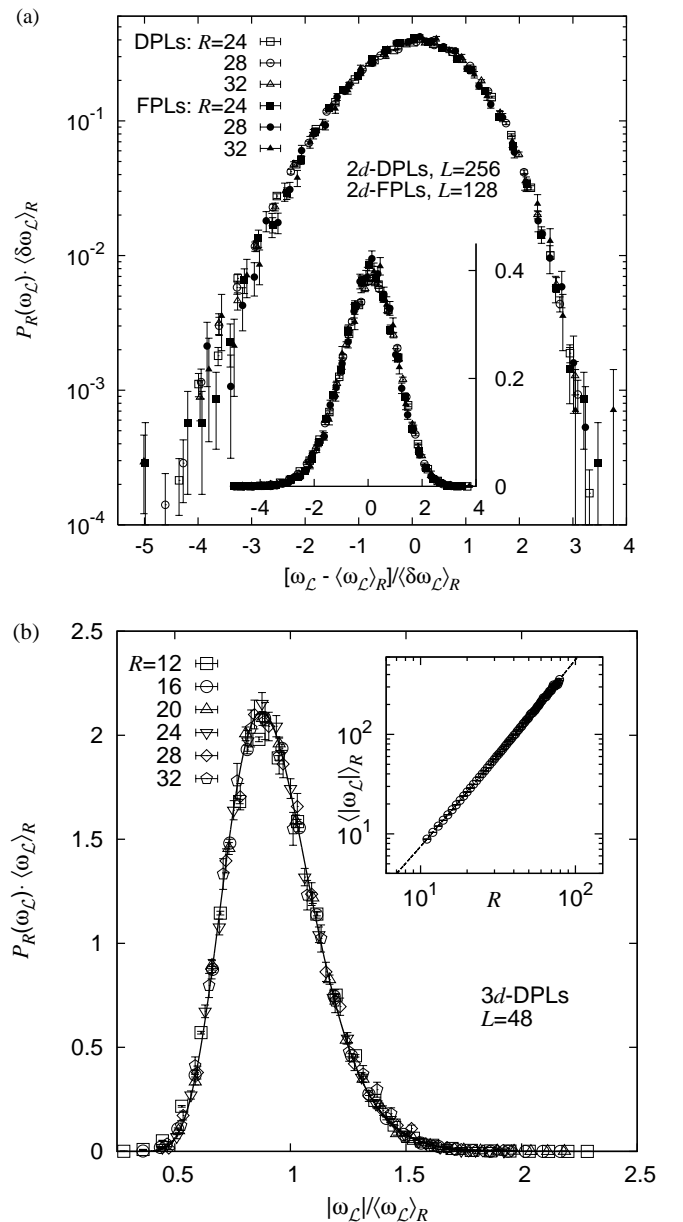 (a)
DPLs: R=24
28
32
FPLs: R=24
28
32
2d-DPLs, L=256
2d-FPLs, L=128
P_R(ω_ℒ)· ⟨δω_ℒ⟩_R
10^-1
10^-2
10^-3
10^-4
0.4
0.2
0
-4 -2 0 2 4
-5 -4 -3 -2 -1 0 1 2 3 4
[ω_ℒ - ⟨ω_ℒ⟩_R]/⟨δω_ℒ⟩_R
(b)
R=12
16
20
24
28
32
P_R(ω_ℒ)· ⟨ω_ℒ⟩_R
2.5
2
1.5
1
0.5
0
⟨|ω_ℒ|⟩_R
10^2
10^1
10^1 10^2
R
3d-DPLs
L=48
0.5 1 1.5 2 2.5
|ω_ℒ|/⟨ω_ℒ⟩_R